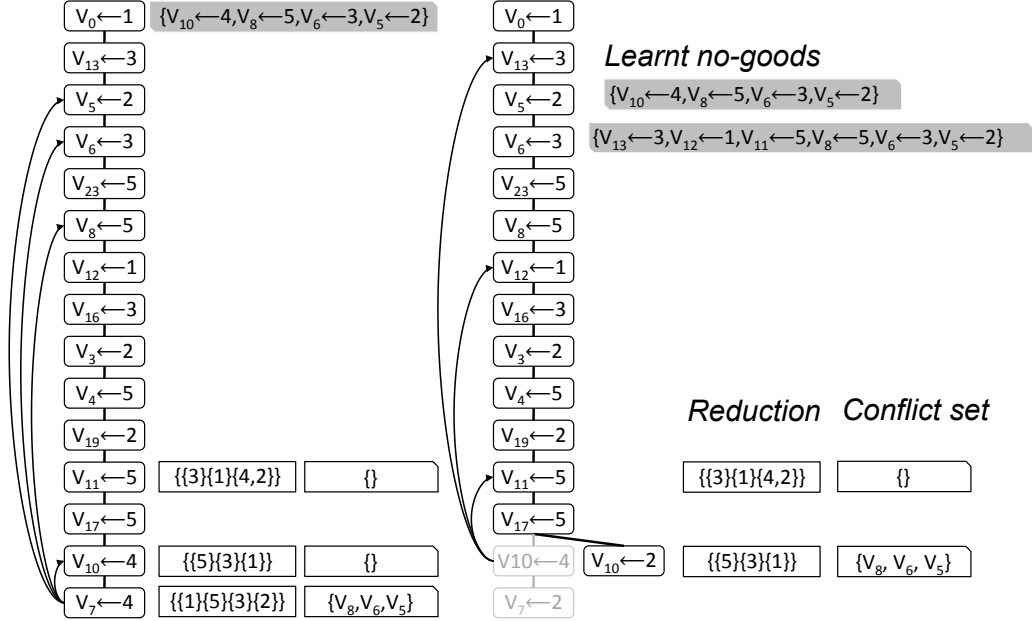 V₀←1 {V₁₀←4,V₈←5,V₆←3,V₅←2}
V₁₃←3
V₅←2
V₆←3
V₂₃←5
V₈←5
V₁₂←1
V₁₆←3
V₃←2
V₄←5
V₁₉←2
V₁₁←5 {{3}{1}{4,2}} {}
V₁₇←5
V₁₀←4 {{5}{3}{1}} {}
V₇←4 {{1}{5}{3}{2}} {V₈,V₆,V₅}
V₀←1
V₁₃←3
V₅←2
V₆←3
V₂₃←5
V₈←5
V₁₂←1
V₁₆←3
V₃←2
V₄←5
V₁₉←2
V₁₁←5
V₁₇←5
V10←4 V₁₀←2
V₇←2
Learnt no-goods
{V₁₀←4,V₈←5,V₆←3,V₅←2}
{V₁₃←3,V₁₂←1,V₁₁←5,V₈←5,V₆←3,V₅←2}
Reduction Conflict set
{{3}{1}{4,2}} {}
{{5}{3}{1}} {V₈, V₆, V₅}